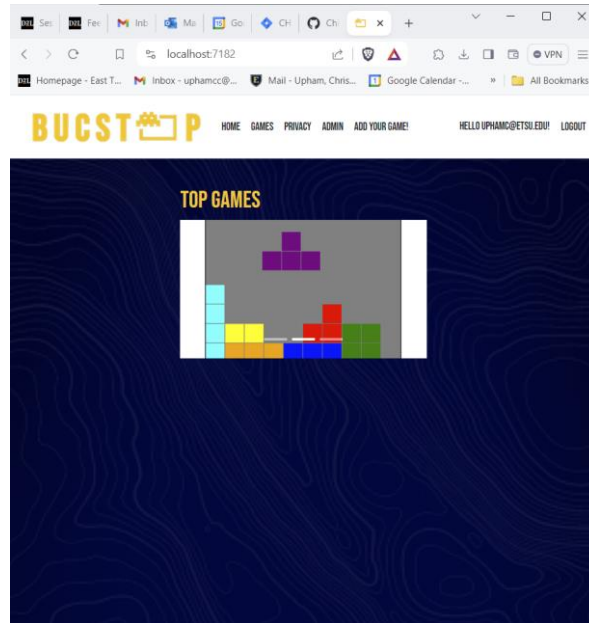 Ses Fee Int: Ma Go CH Ch
localhost:7182 VPN
Homepage - East T... Inbox - uphamcc@... Mail - Upham, Chris... Google Calendar -... » All Bookmarks
BUCSTOP HOME GAMES PRIVACY ADMIN ADD YOUR GAME! HELLO UPHAMC@ETSU.EDU! LOGOUT
TOP GAMES